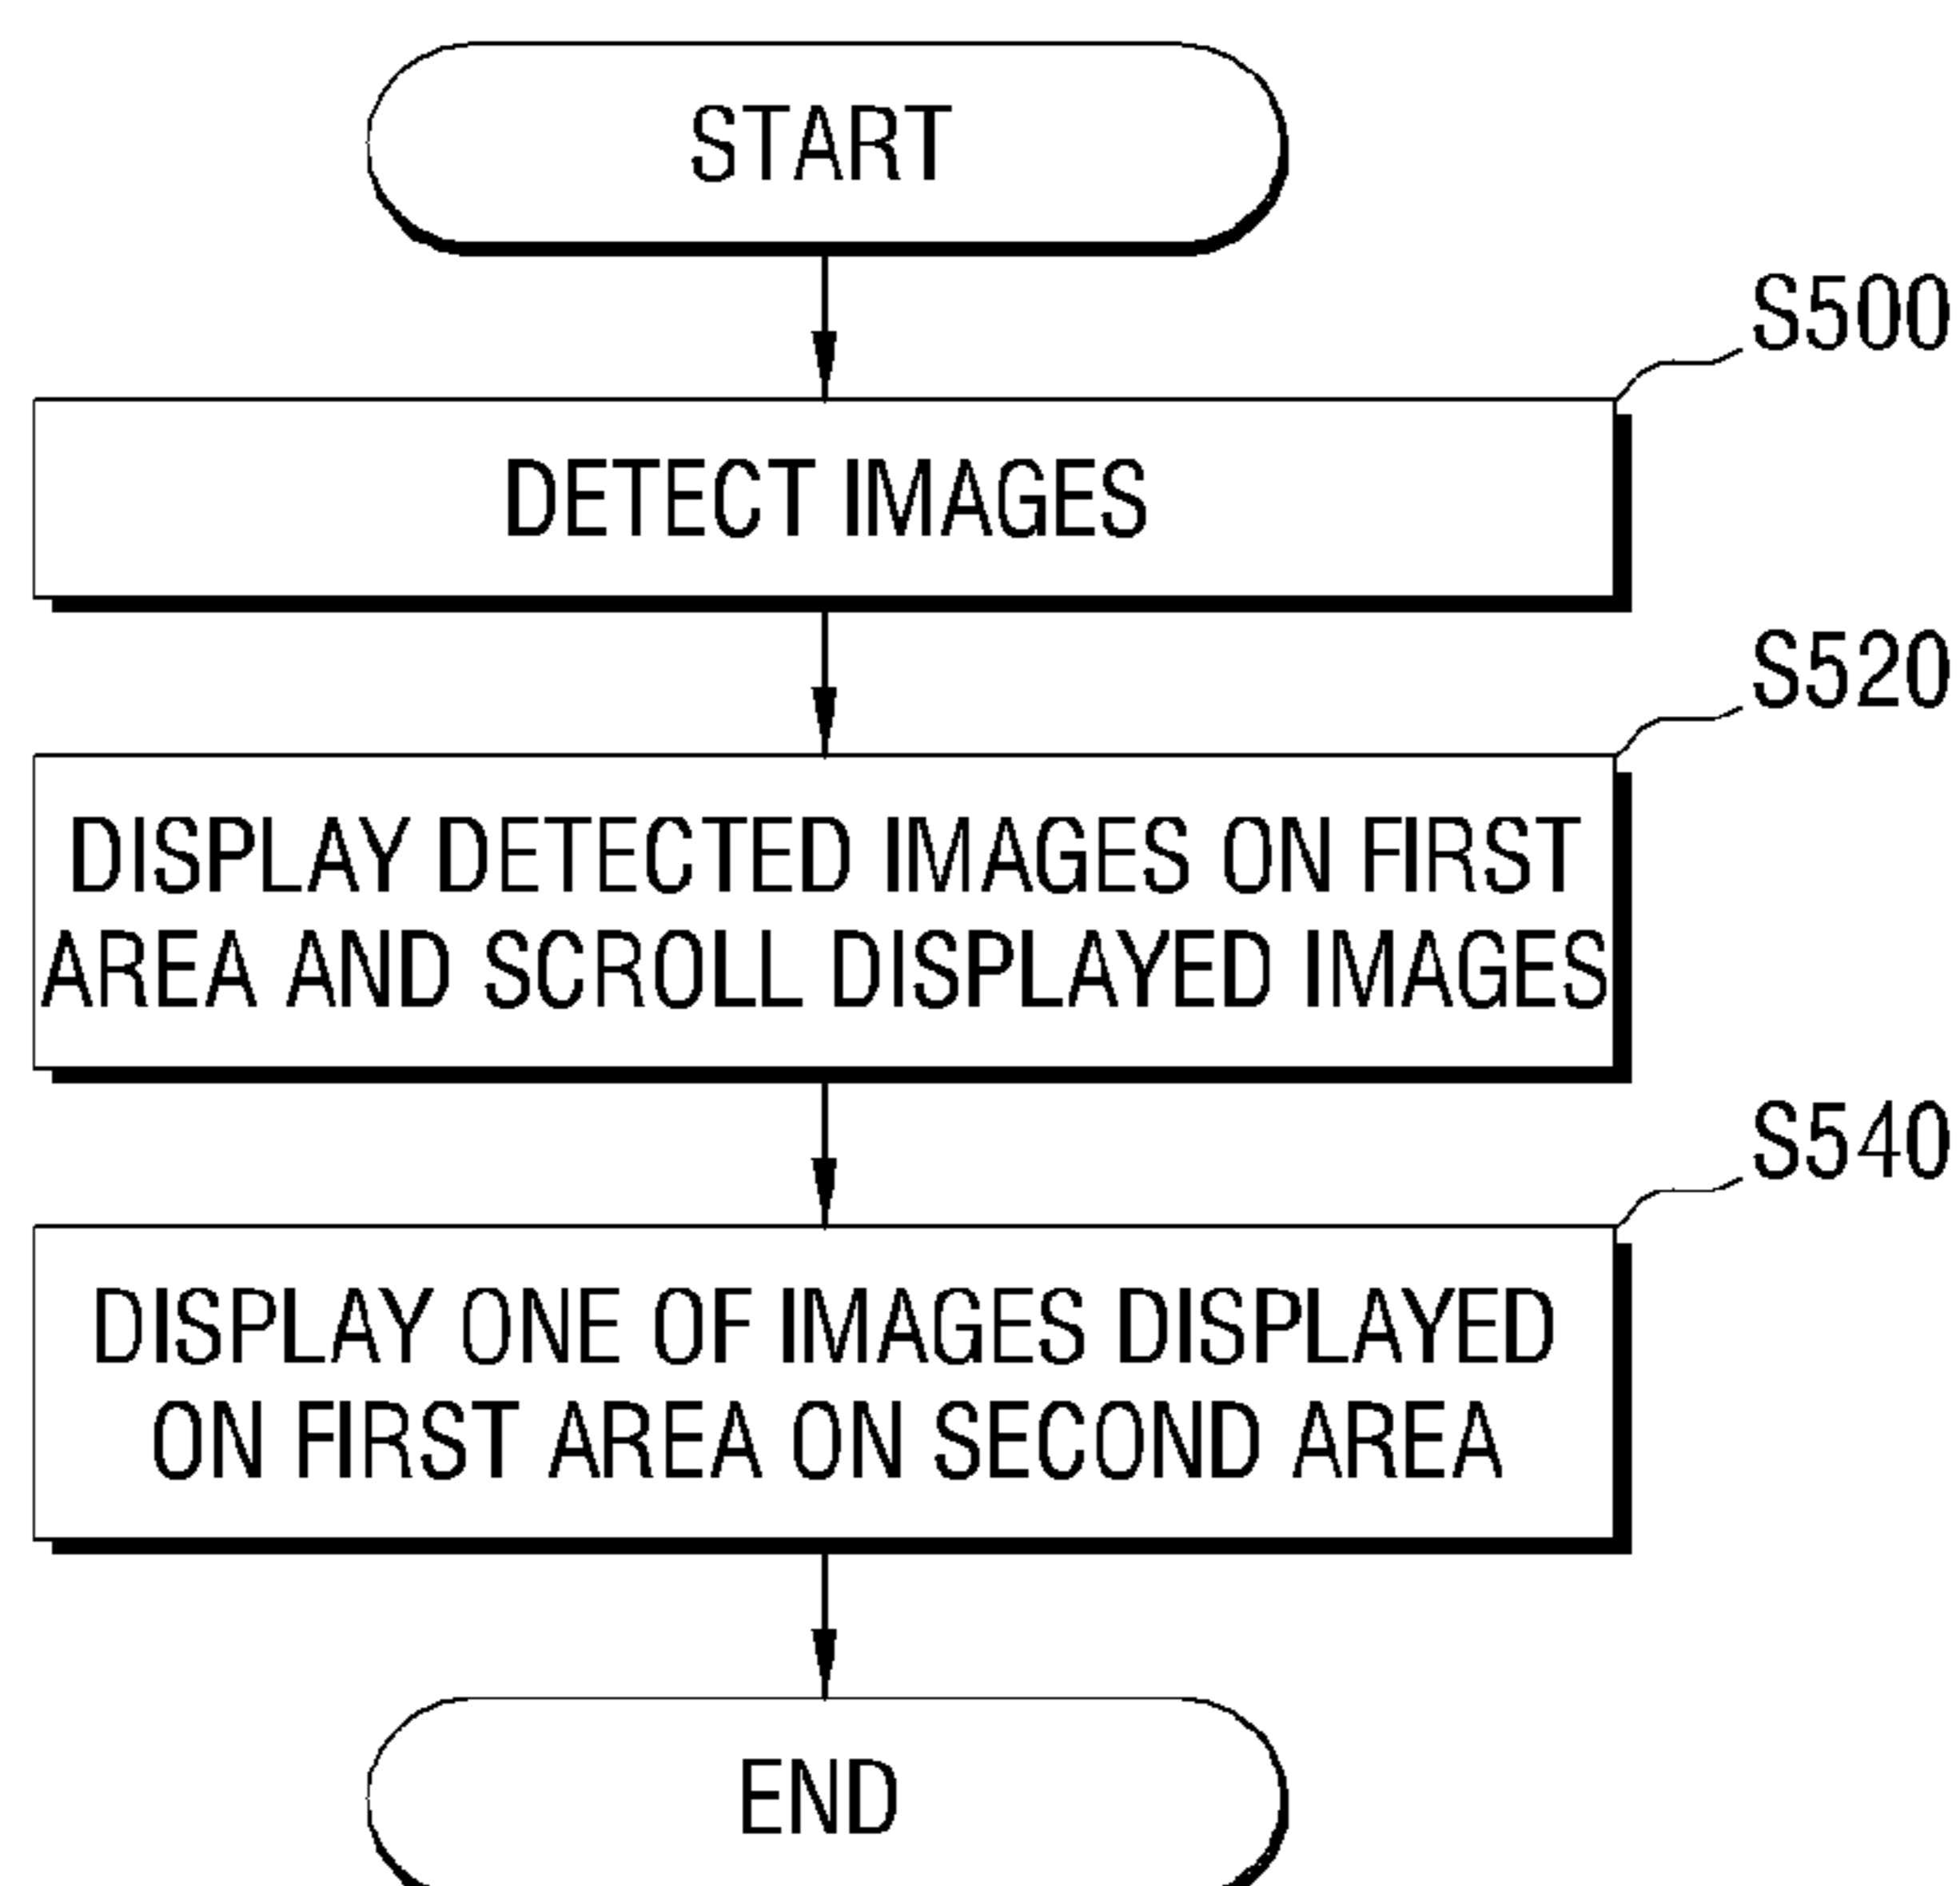 START
S500
DETECT IMAGES
S520
DISPLAY DETECTED IMAGES ON FIRST
AREA AND SCROLL DISPLAYED IMAGES
S540
DISPLAY ONE OF IMAGES DISPLAYED
ON FIRST AREA ON SECOND AREA
END